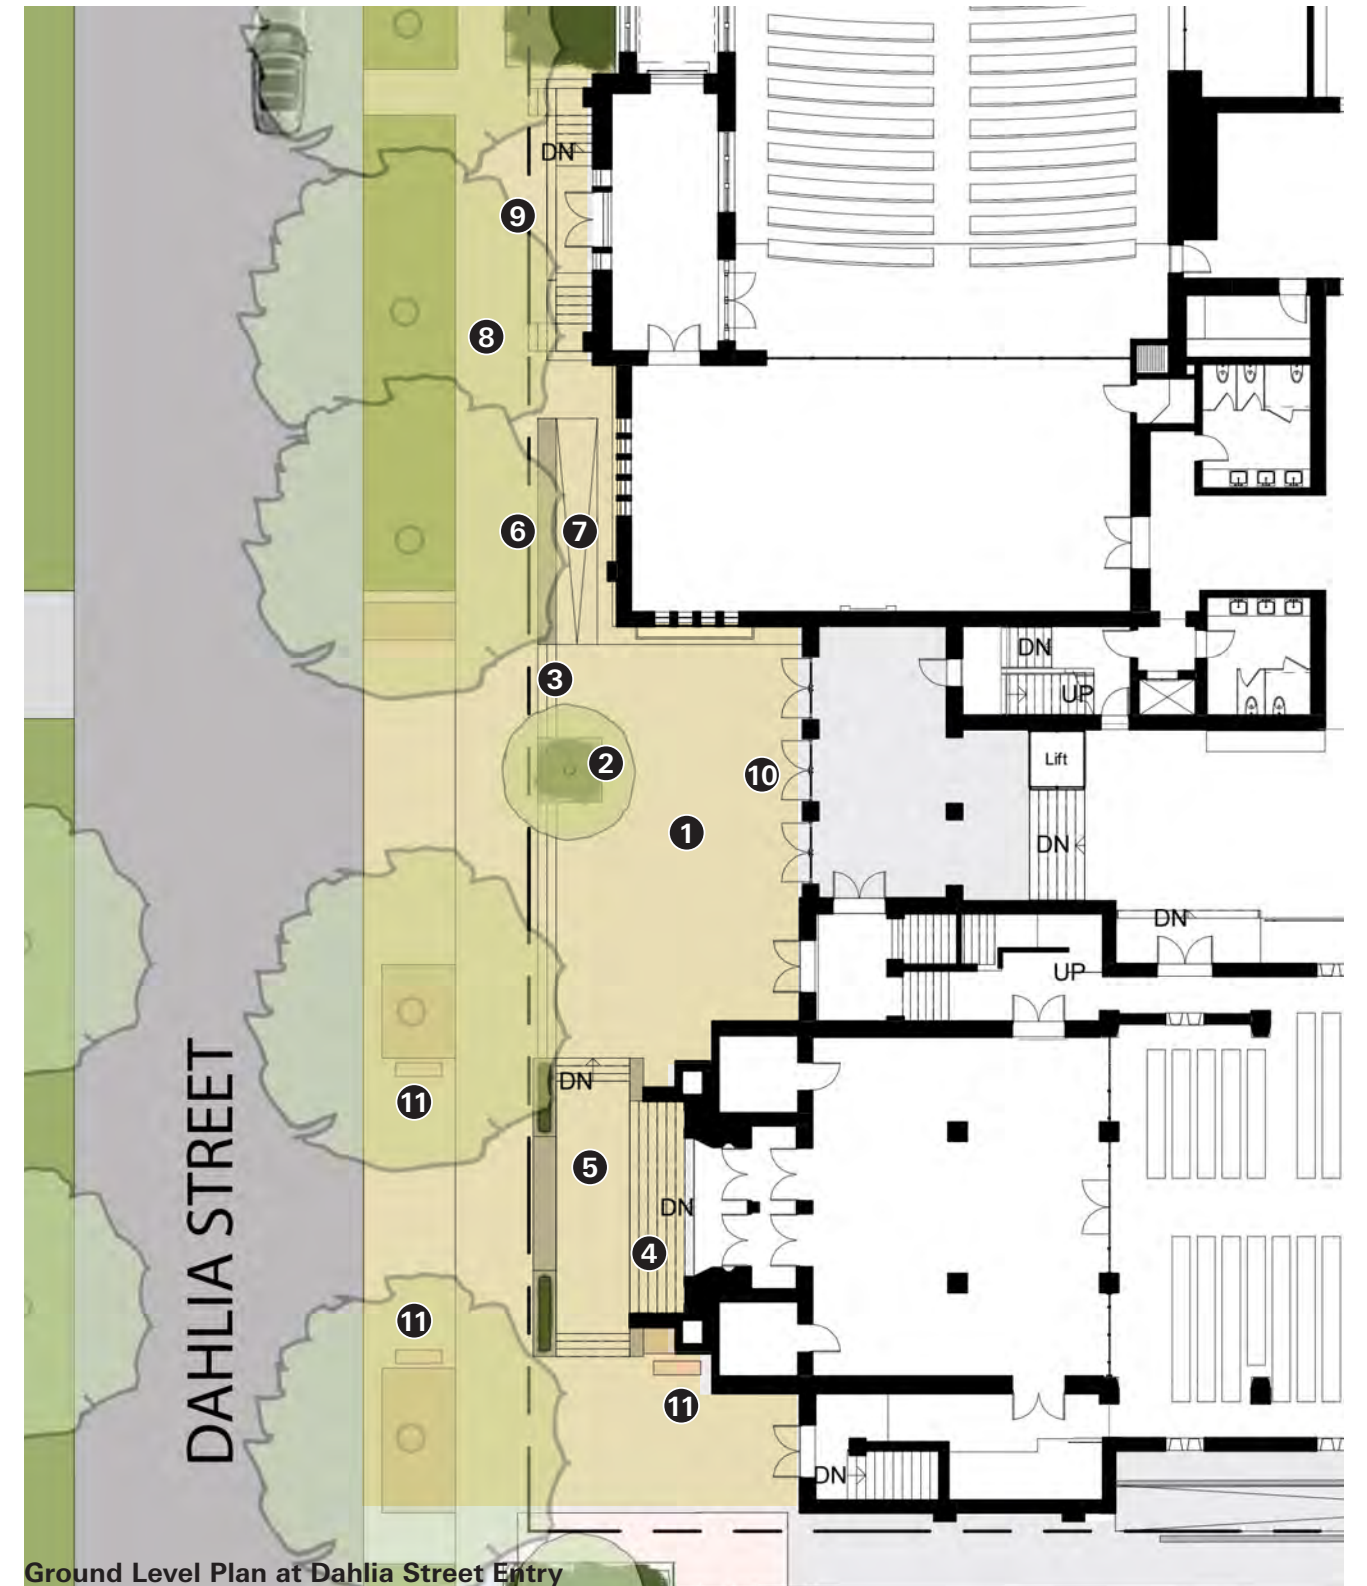 DN
9
8
6
7
3
DN
UP
2
10
Lift
1
DN
DN
UP
DN
11
5
DN
4
11
11
DN
DAHLIA STREET
Ground Level Plan at Dahlia Street Entry